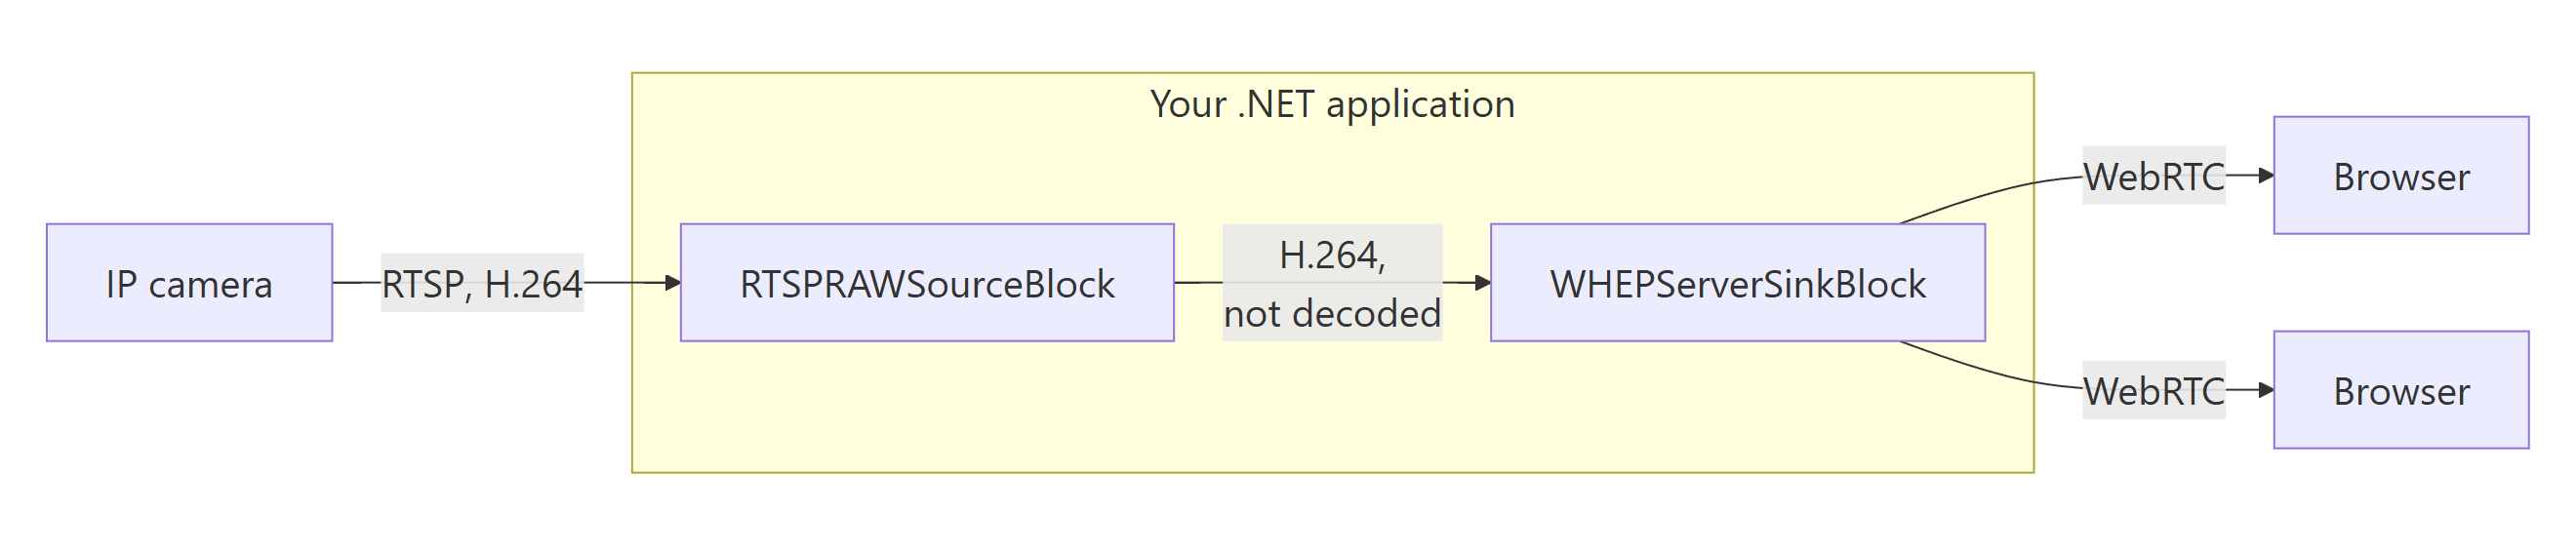 Your .NET application
IP camera
RTSP, H.264
RTSPRAWSourceBlock
H.264,
not decoded
WHEPServerSinkBlock
WebRTC
Browser
WebRTC
Browser